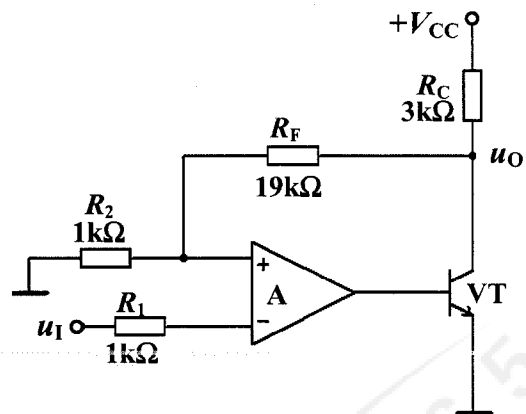 +VCC
RC
3kΩ
RF
19kΩ
uO
R2
1kΩ
+
A
VT
R1
uI
−
1kΩ